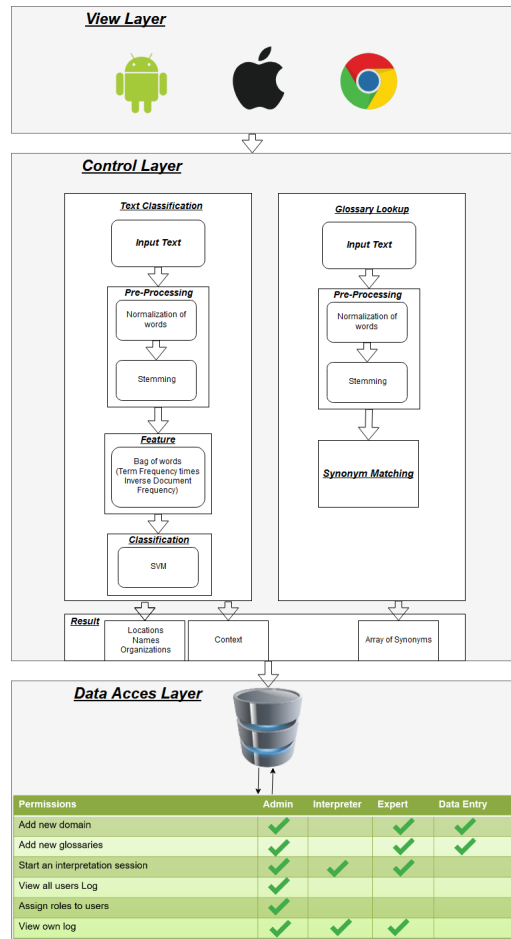 View Layer
Control Layer
Text Classification
Input Text
Pre-Processing
Normalization of
words
Stemming
Feature
Bag of words
(Term Frequency times
Inverse Document
Frequency)
Classification
SVM
Glossary Lookup
Input Text
Pre-Processing
Normalization of
words
Stemming
Synonym Matching
Result
Locations
Names
Organizations
Context
Array of Synonyms
Data Acces Layer
Permissions Admin Interpreter Expert Data Entry
Add new domain
Add new glossaries
Start an interpretation session
View all users Log
Assign roles to users
View own log